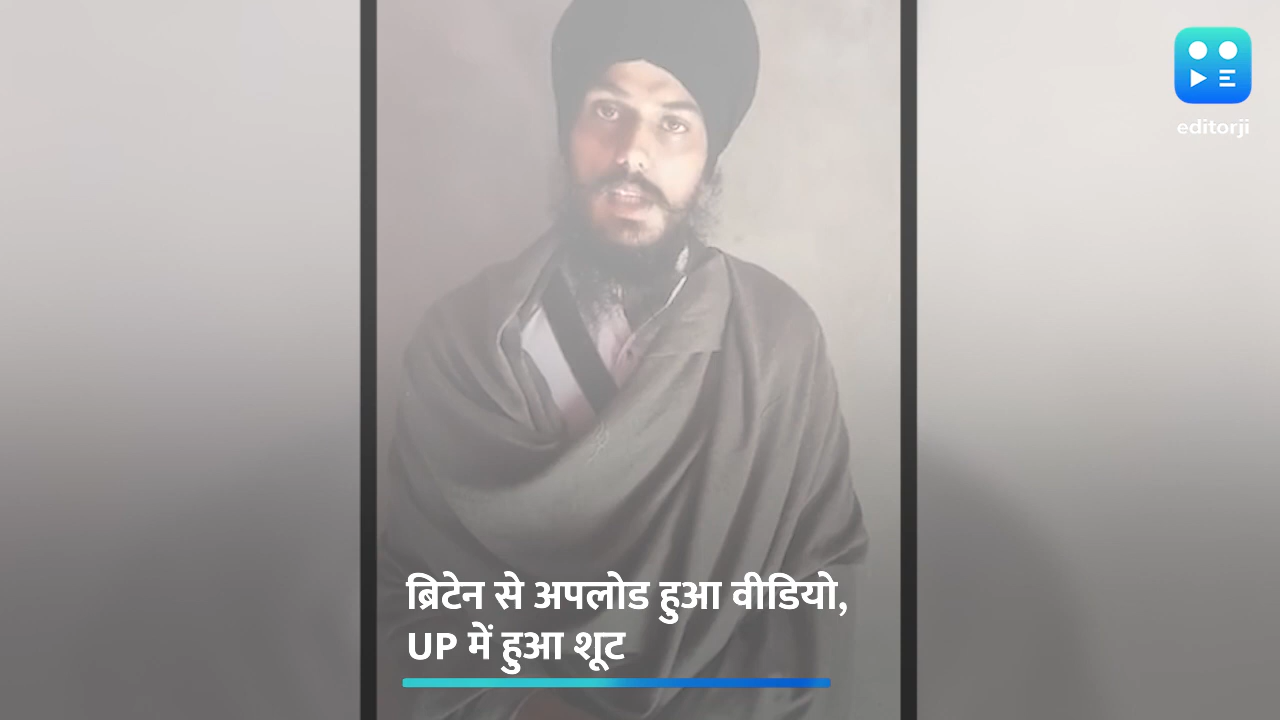 editorji
ब्रिटेन से अपलोड हुआ वीडियो,
UP में हुआ शूट